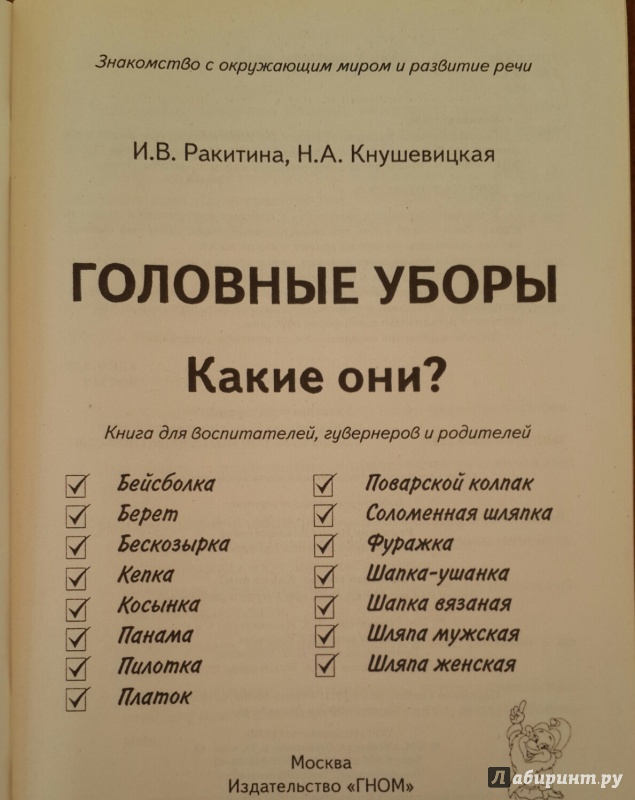 Знакомство с окружающим миром и развитие речи
И.В. Ракитина, Н.А. Кнушевицкая
ГОЛОВНЫЕ УБОРЫ
Какие они?
Книга для воспитателей, гувернеров и родителей
Бейсболка
Берет
Бескозырка
Кепка
Косынка
Панама
Пилотка
Платок
Поварской колпак
Соломенная шляпка
Фуражка
Шапка-ушанка
Шапка вязаная
Шляпа мужская
Шляпа женская
Москва
Издательство «ГНОМ»
Лабиринт.ру